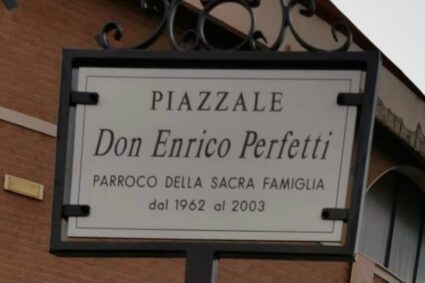 PIAZZALE
Don Enrico Perfetti
PARROCO DELLA SACRA FAMIGLIA
dal 1962 al 2003